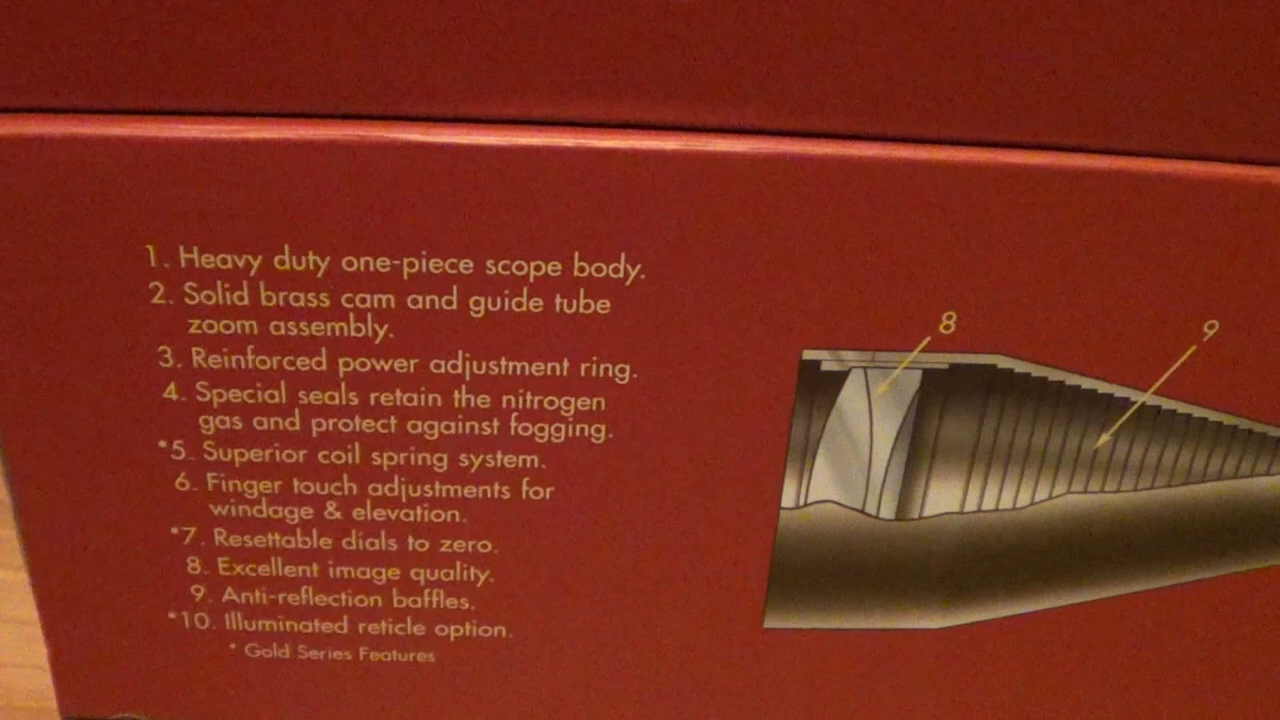 1. Heavy duty one-piece scope body.
2. Solid brass cam and guide tube
zoom assembly.
3. Reinforced power adjustment ring.
4. Special seals retain the nitrogen
gas and protect against fogging.
*5. Superior coil spring system.
6. Finger touch adjustments for
windage & elevation.
*7. Resettable dials to zero.
8. Excellent image quality.
9. Anti-reflection baffles.
*10. Illuminated reticle option.
* Gold Series Features
8
9